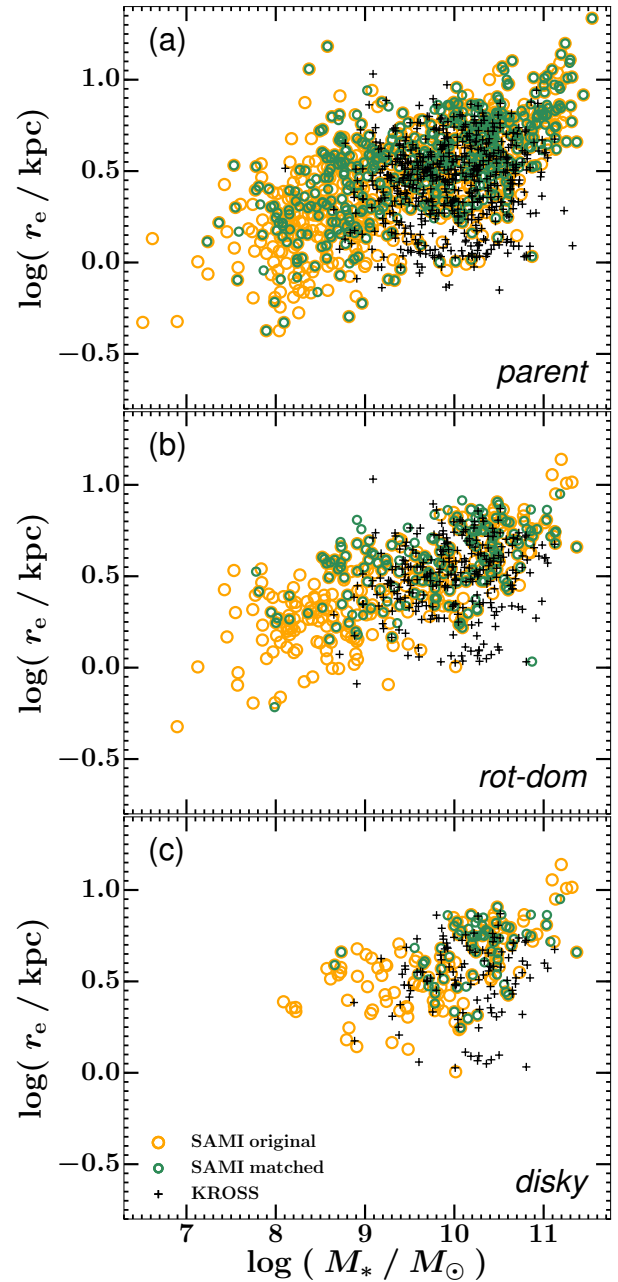 (a)
1.0
0.5
0.0
−0.5
log( r_e / kpc)
parent
(b)
1.0
0.5
0.0
−0.5
log( r_e / kpc)
rot-dom
(c)
1.0
0.5
0.0
−0.5
log( r_e / kpc)
SAMI original
SAMI matched
KROSS
disky
7 8 9 10 11
log ( M_* / M_⊙ )